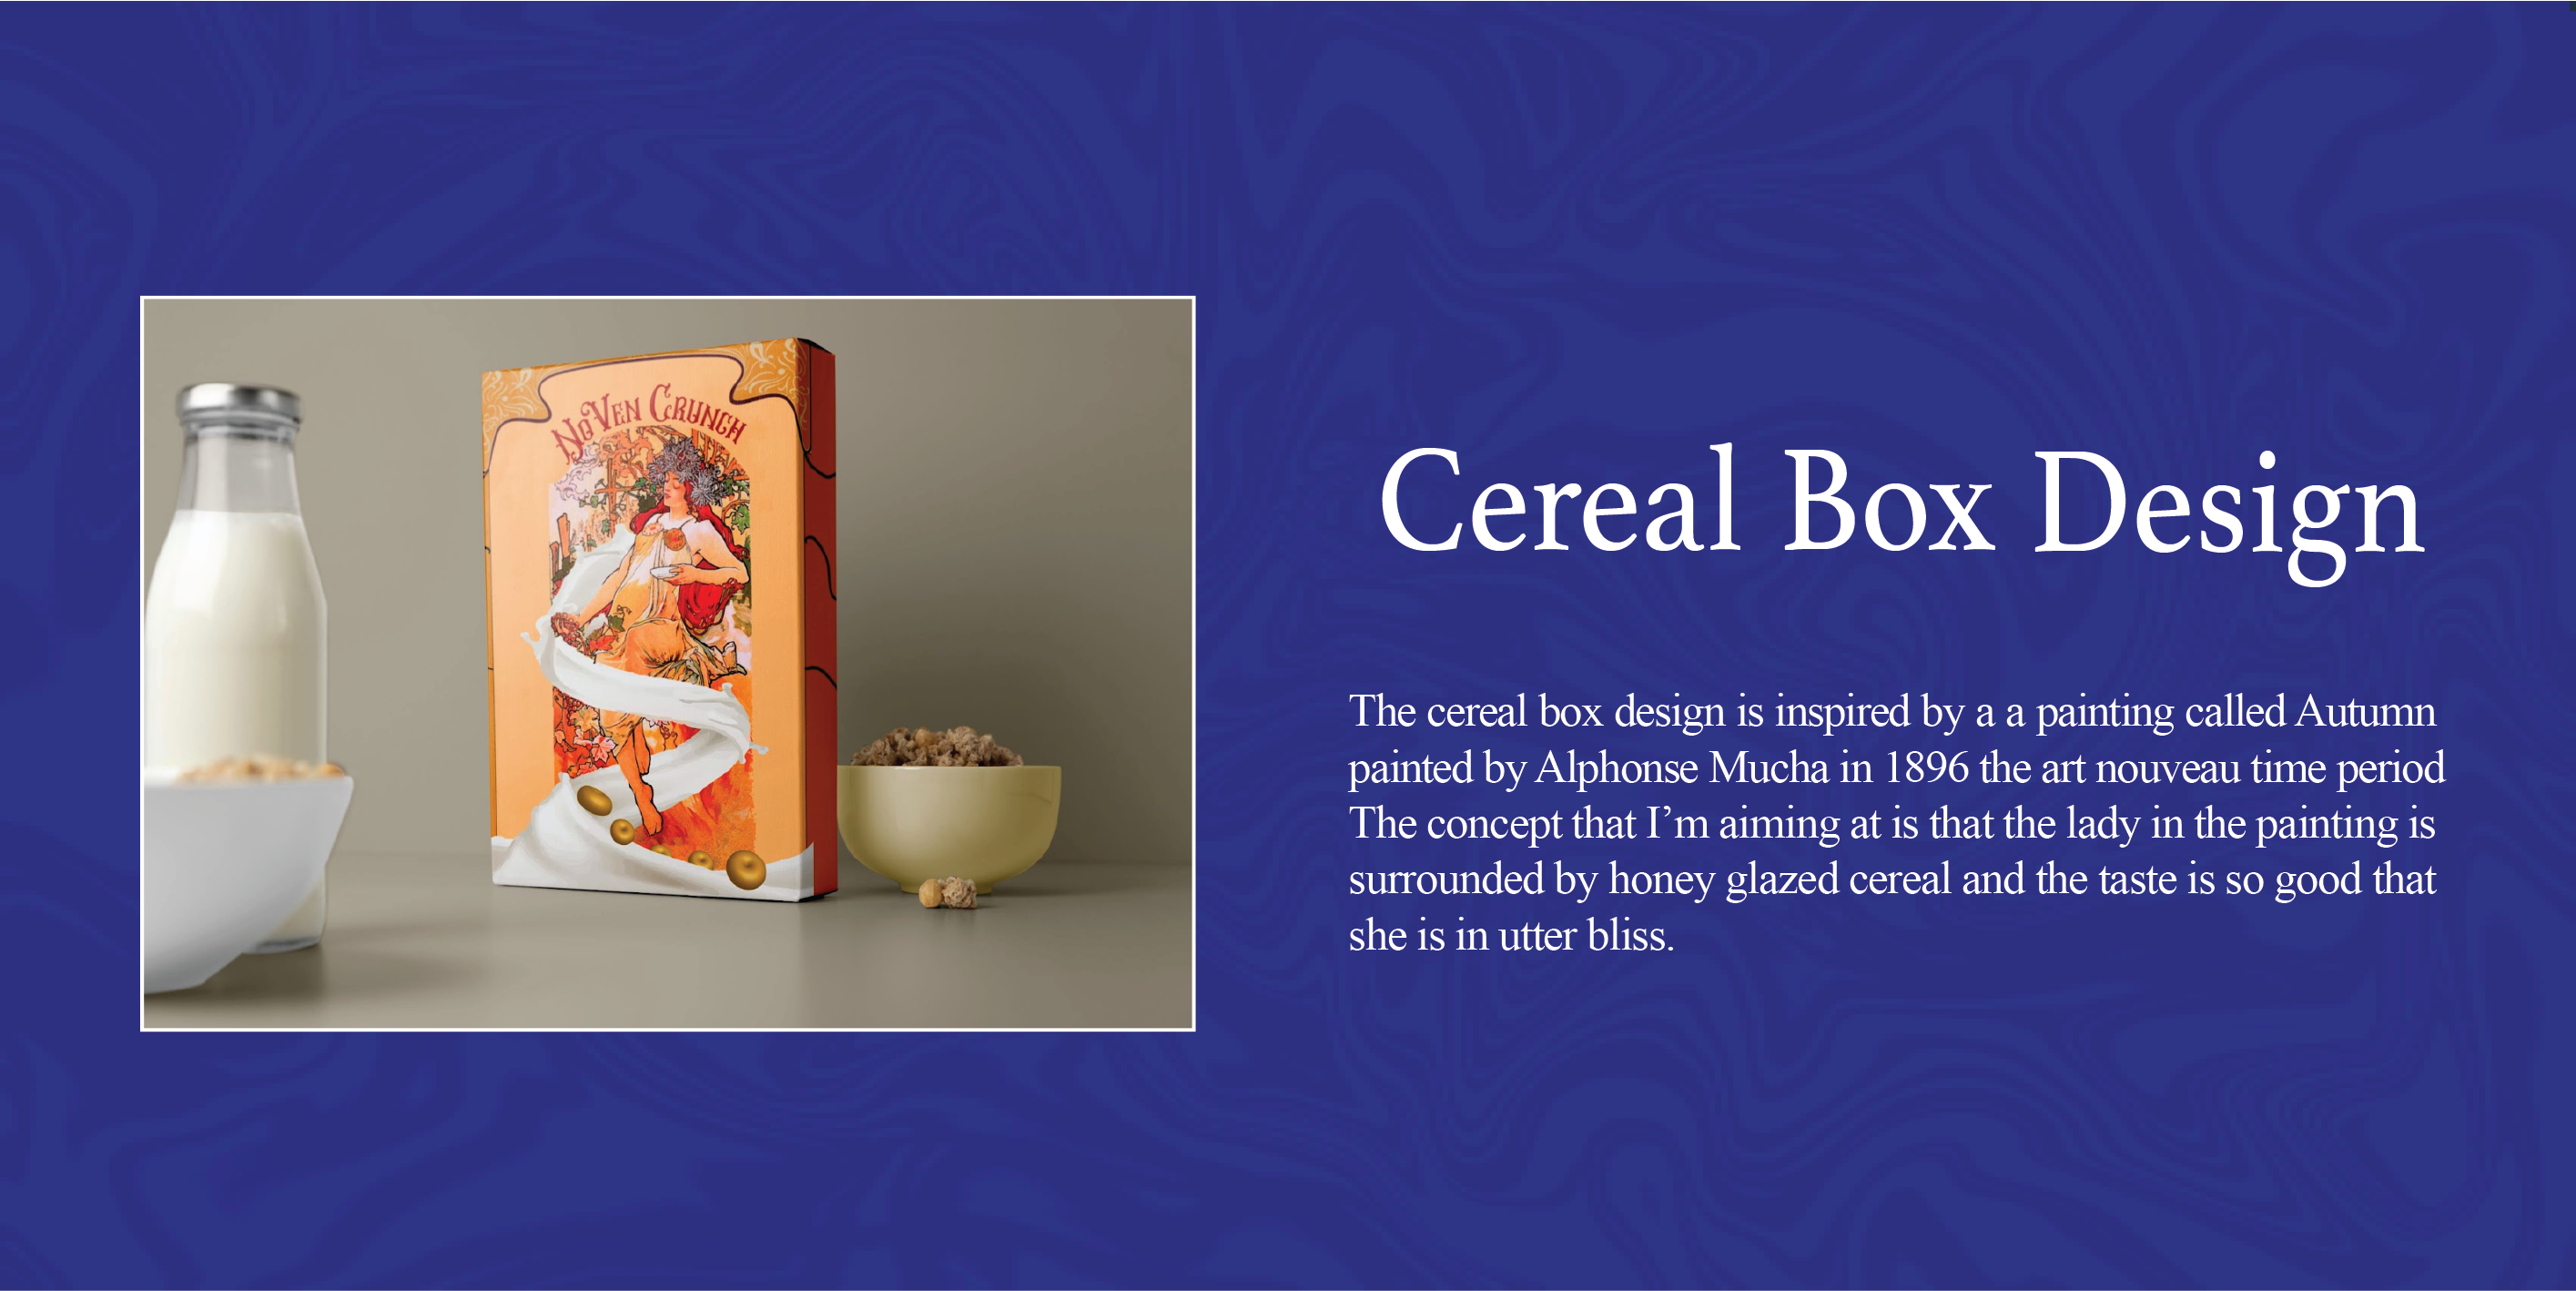 NoVen Crunch
Cereal Box Design
The cereal box design is inspired by a a painting called Autumn
painted by Alphonse Mucha in 1896 the art nouveau time period
The concept that I’m aiming at is that the lady in the painting is
surrounded by honey glazed cereal and the taste is so good that
she is in utter bliss.